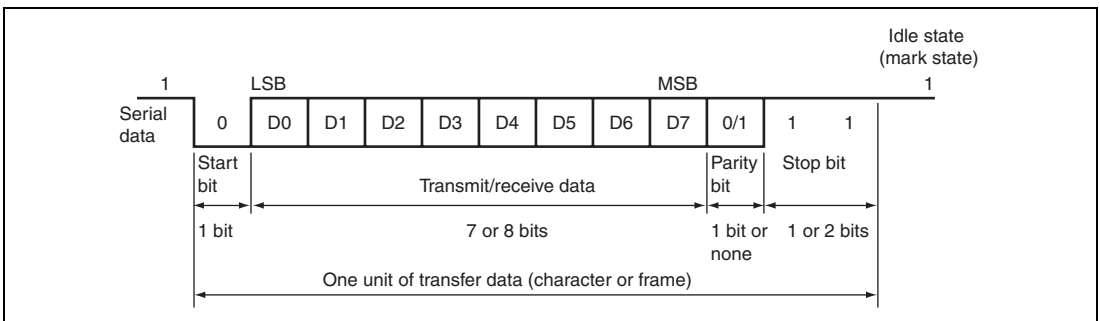 Idle state
(mark state)
1 LSB MSB 1
Serial
data
0 D0 D1 D2 D3 D4 D5 D6 D7 0/1 1 1
Start
bit
Transmit/receive data
Parity
bit
Stop bit
1 bit
7 or 8 bits
1 bit or
none
1 or 2 bits
One unit of transfer data (character or frame)